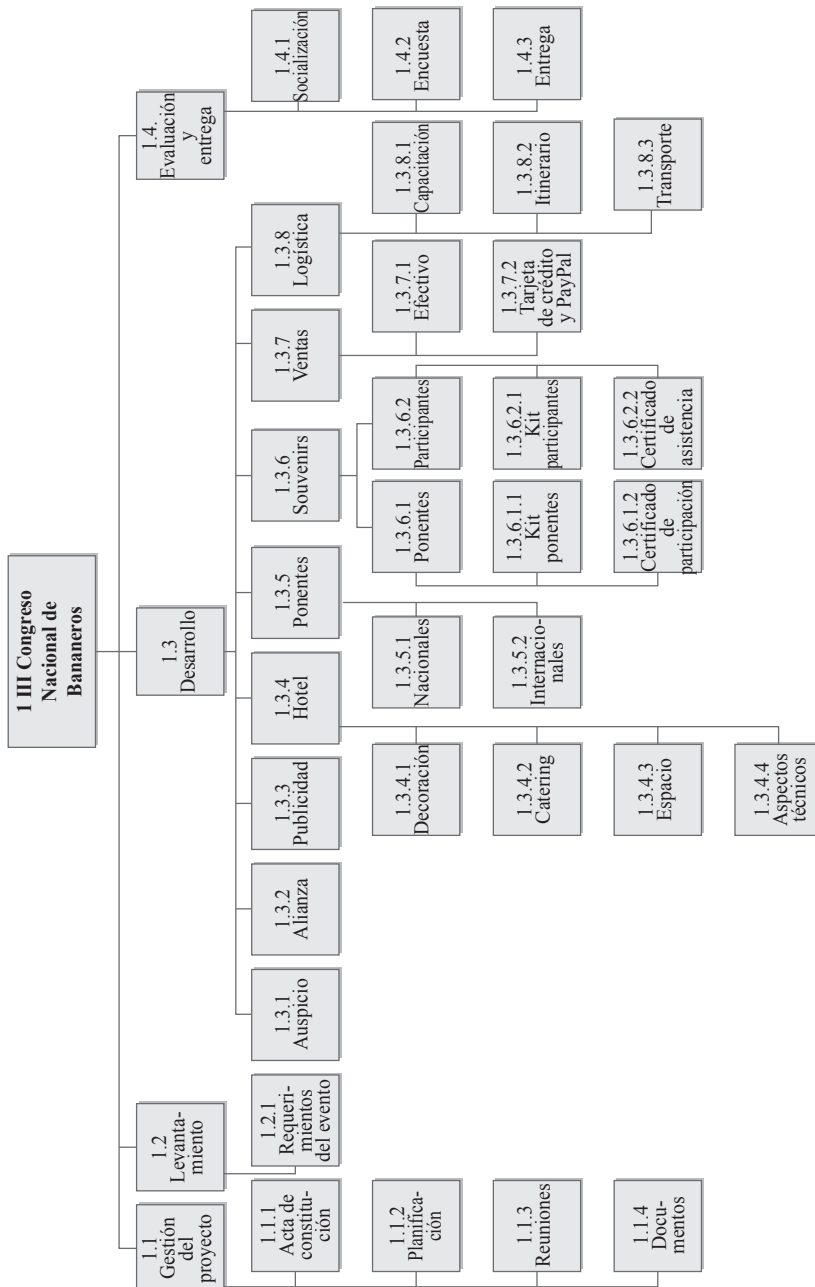 1 III Congreso
Nacional de
Bananeros
1.1
Gestión
del
proyecto
1.1.1
Acta de
constitu-
ción
1.1.2
Planifica-
ción
1.1.3
Reuniones
1.1.4
Docu-
mentos
1.2
Levanta-
miento
1.2.1
Requeri-
mientos
del evento
1.3
Desarrollo
1.3.1
Auspicio
1.3.2
Alianza
1.3.3
Publicidad
1.3.4
Hotel
1.3.4.1
Decoración
1.3.4.2
Catering
1.3.4.3
Espacio
1.3.4.4
Aspectos
técnicos
1.3.5
Ponentes
1.3.5.1
Nacionales
1.3.5.2
Internacio-
nales
1.3.6
Souvenirs
1.3.6.1
Ponentes
1.3.6.1.1
Kit
ponentes
1.3.6.1.2
Certificado
de
participación
1.3.6.2
Participantes
1.3.6.2.1
Kit
participantes
1.3.6.2.2
Certificado
de
asistencia
1.3.7
Ventas
1.3.7.1
Efectivo
1.3.7.2
Tarjeta
de crédito
y PayPal
1.3.8
Logística
1.3.8.1
Capacitación
1.3.8.2
Itinerario
1.3.8.3
Transporte
1.4.
Evaluación
y
entrega
1.4.1
Socialización
1.4.2
Encuesta
1.4.3
Entrega